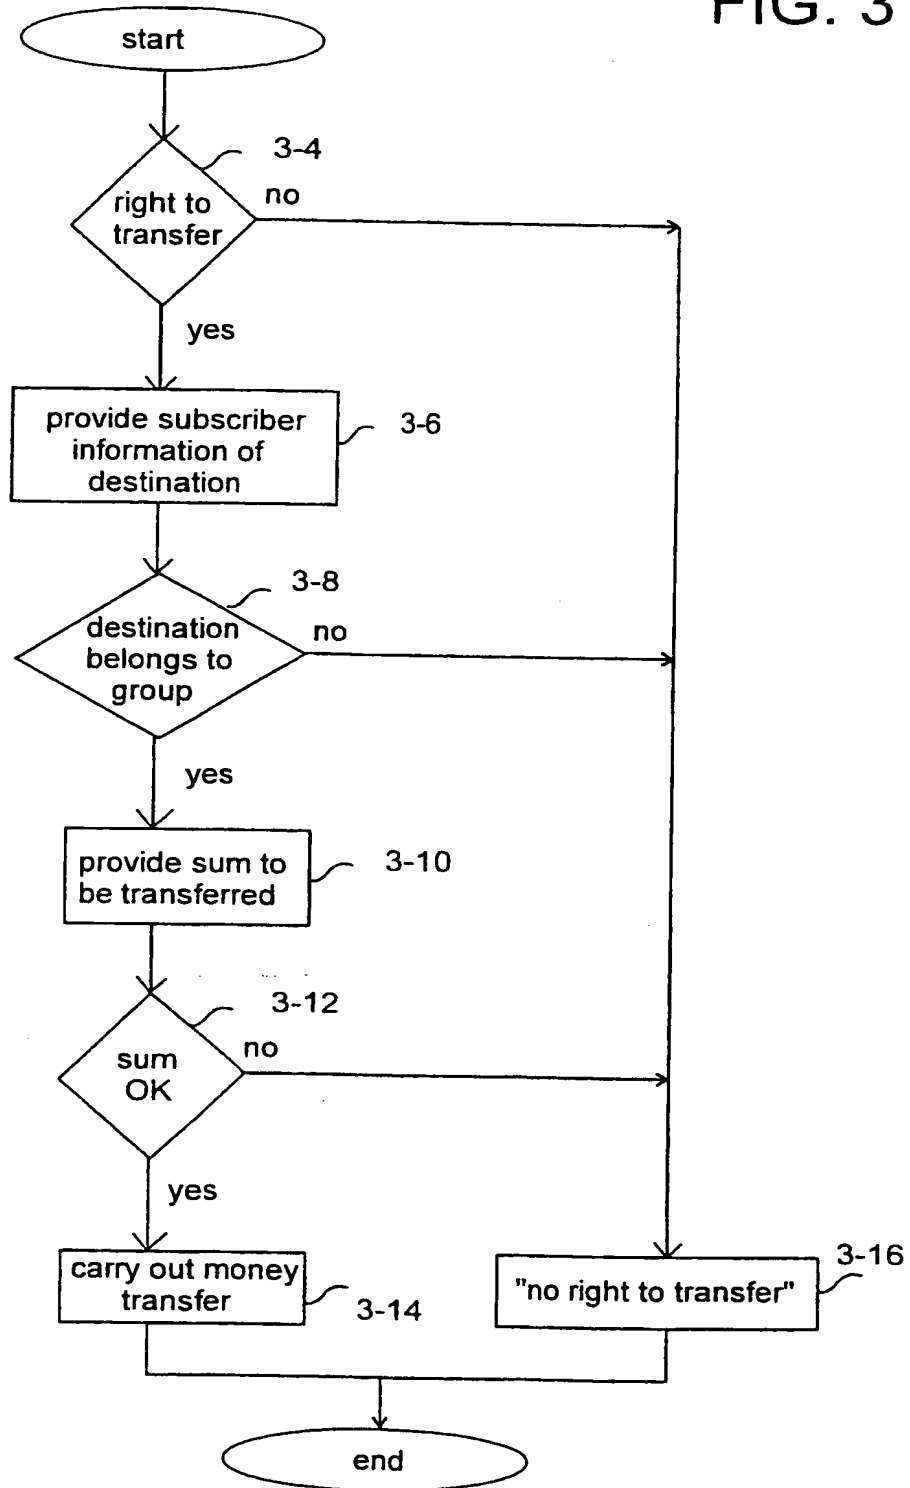 FIG. 3
start
3-4
right to
transfer
no
yes
provide subscriber
information of
destination
3-6
3-8
destination
belongs to
group
no
yes
provide sum to
be transferred
3-10
3-12
sum
OK
no
yes
carry out money
transfer
3-14
"no right to transfer"
3-16
end